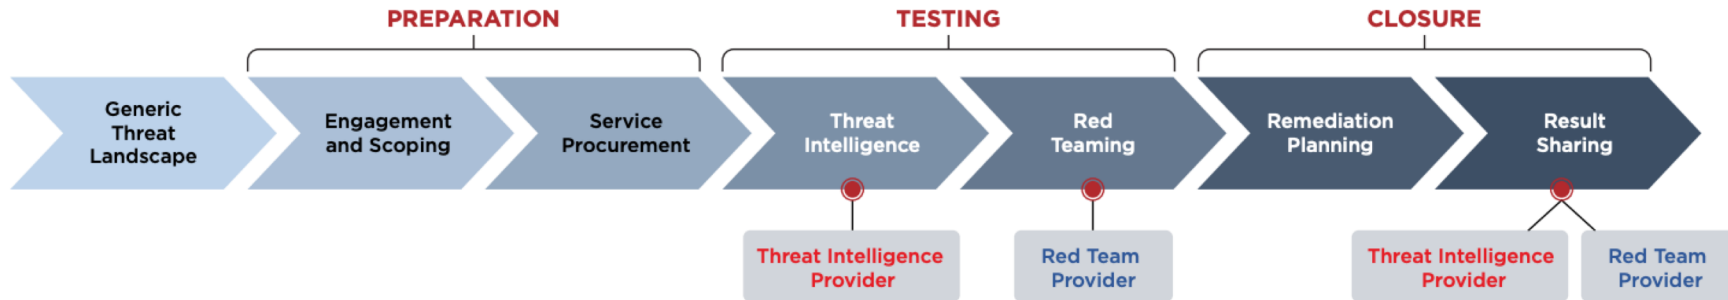 PREPARATION
TESTING
CLOSURE
Generic
Threat
Landscape
Engagement
and Scoping
Service
Procurement
Threat
Intelligence
Red
Teaming
Remediation
Planning
Result
Sharing
Threat Intelligence
Provider
Red Team
Provider
Threat Intelligence
Provider
Red Team
Provider